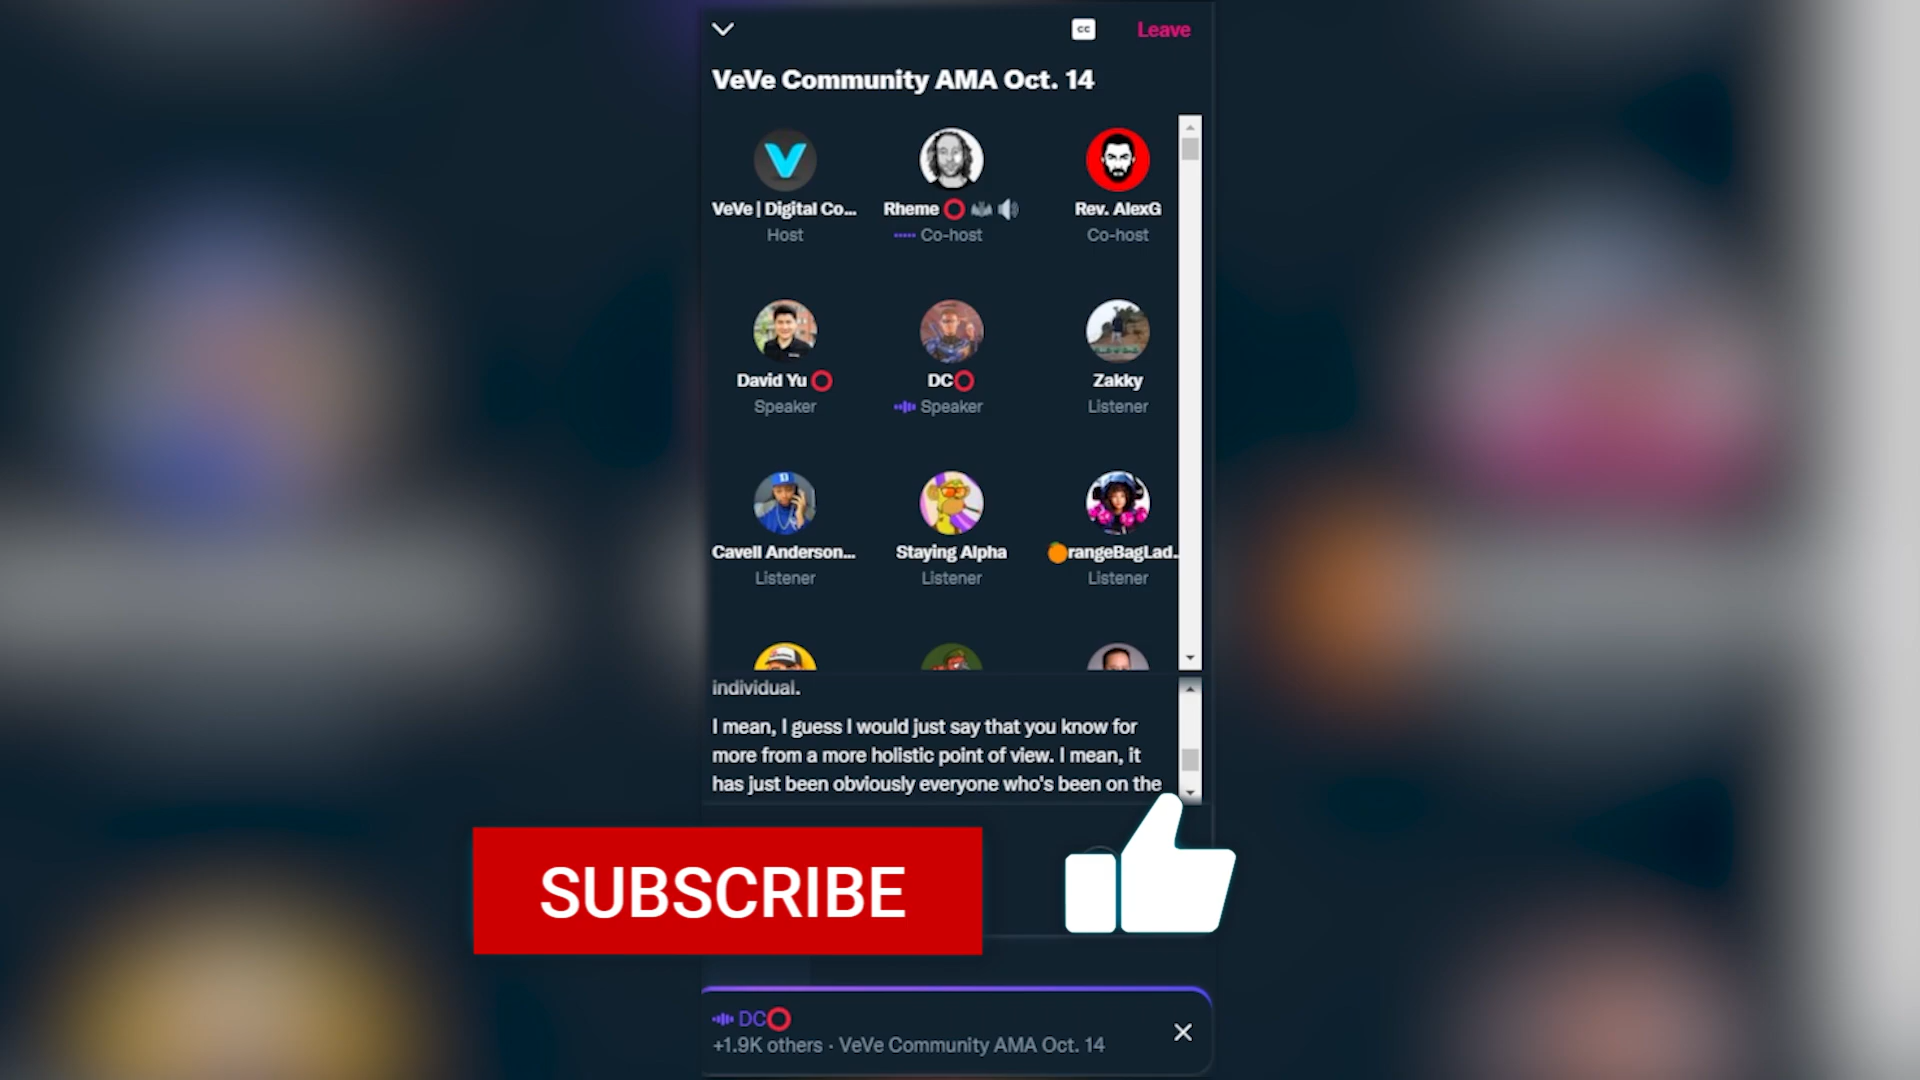 cc
Leave
VeVe Community AMA Oct. 14
VeVe | Digital Co...
Host
Rheme
Co-host
Rev. AlexG
Co-host
David Yu
Speaker
DC
Speaker
Zakky
Listener
Cavell Anderson...
Listener
Staying Alpha
Listener
🍊rangeBagLad..
Listener
individual.
I mean, I guess I would just say that you know for
more from a more holistic point of view. I mean, it
has just been obviously everyone who's been on the
SUBSCRIBE
DC
+1.9K others · VeVe Community AMA Oct. 14